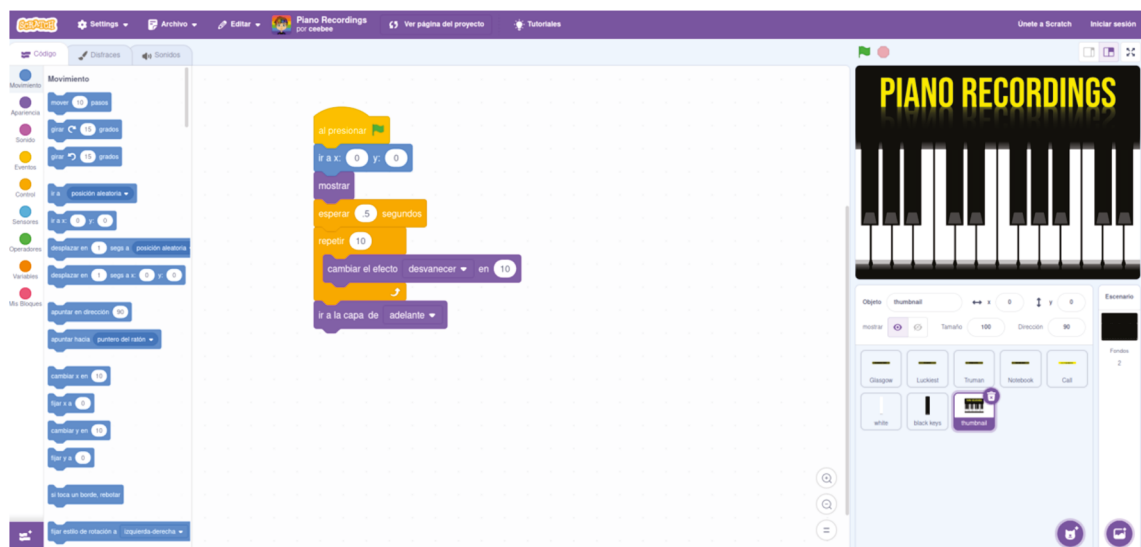 SCRATCH
Settings
Archivo
Editar
Piano Recordings
por ceebee
Ver página del proyecto
Tutoriales
Únete a Scratch
Iniciar sesión
Código
Disfraces
Sonidos
Movimiento
Apariencia
Sonido
Eventos
Control
Sensores
Operadores
Variables
Mis Bloques
Movimiento
mover 10 pasos
girar 15 grados
girar 15 grados
ir a posición aleatoria
ir a x: 0 y: 0
desplazar en 1 segs a posición aleatoria
desplazar en 1 segs a x: 0 y: 0
apuntar en dirección 90
apuntar hacia puntero del ratón
cambiar x en 10
fijar x a 0
cambiar y en 10
fijar y a 0
si toca un borde, rebotar
fijar estilo de rotación a izquierda-derecha
al presionar
ir a x: 0 y: 0
mostrar
esperar .5 segundos
repetir 10
cambiar el efecto desvanecer en 10
ir a la capa de adelante
PIANO RECORDINGS
Objeto thumbnail x 0 y 0
mostrar Tamaño 100 Dirección 90
Glasgow Luckiest Truman Notebook Call
white black keys thumbnail
Escenario
Fondos
2